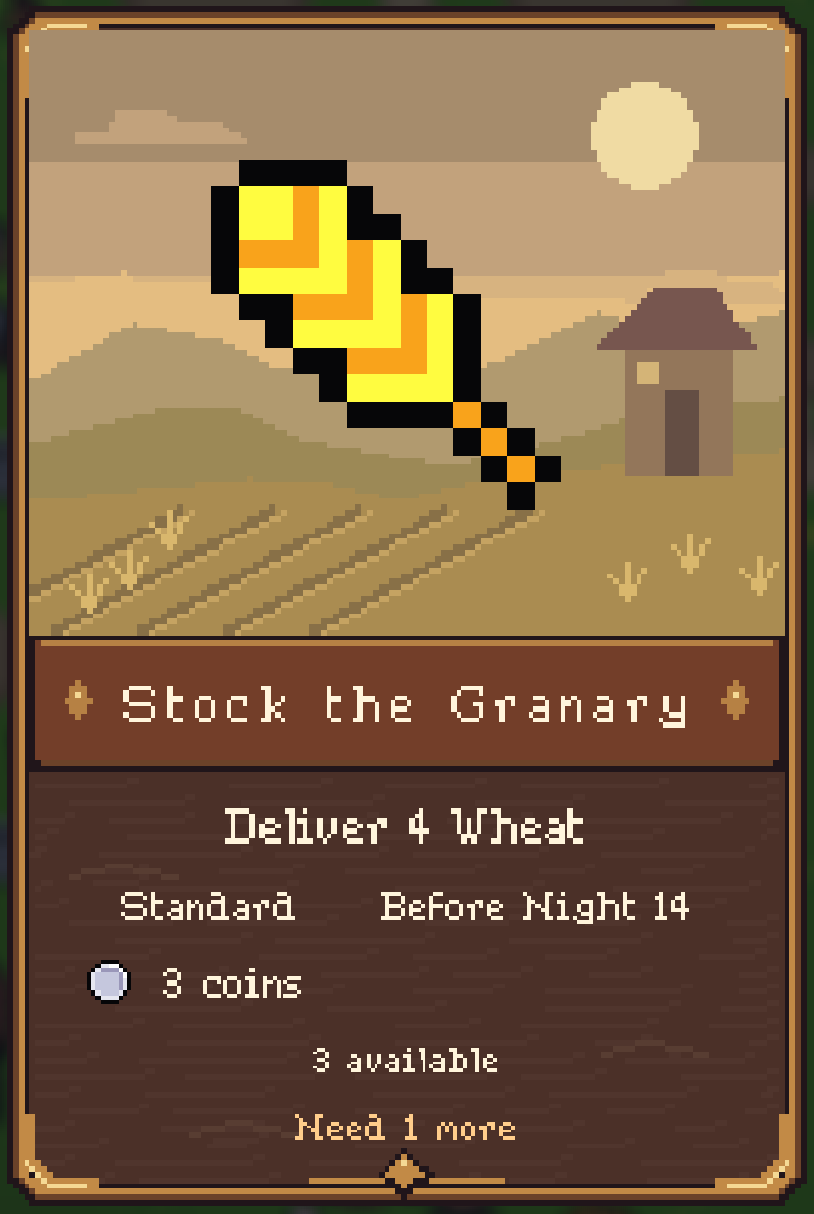 Stock the Granary
Deliver 4 Wheat
Standard Before Night 14
3 coins
3 available
Need 1 more